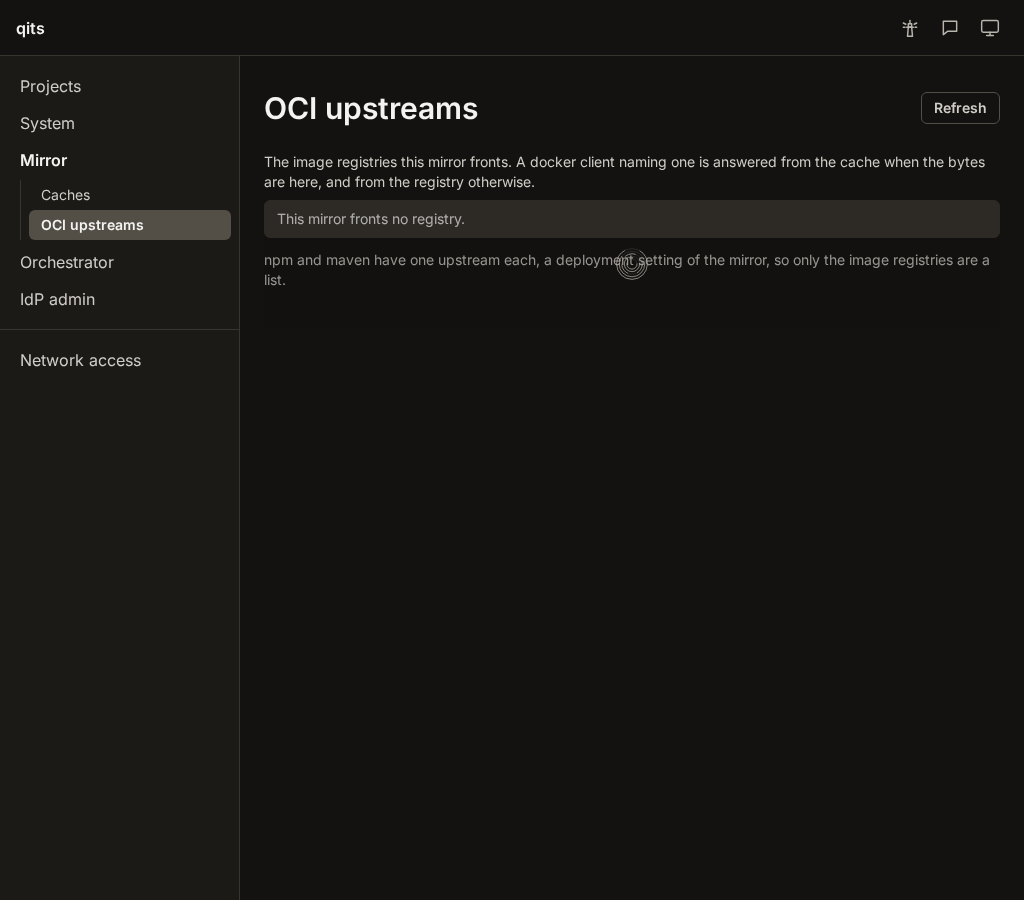 qits
Projects
System
Mirror
Caches
OCI upstreams
Orchestrator
IdP admin
Network access
OCI upstreams
Refresh
The image registries this mirror fronts. A docker client naming one is answered from the cache when the bytes
are here, and from the registry otherwise.
This mirror fronts no registry.
npm and maven have one upstream each, a deployment setting of the mirror, so only the image registries are a
list.